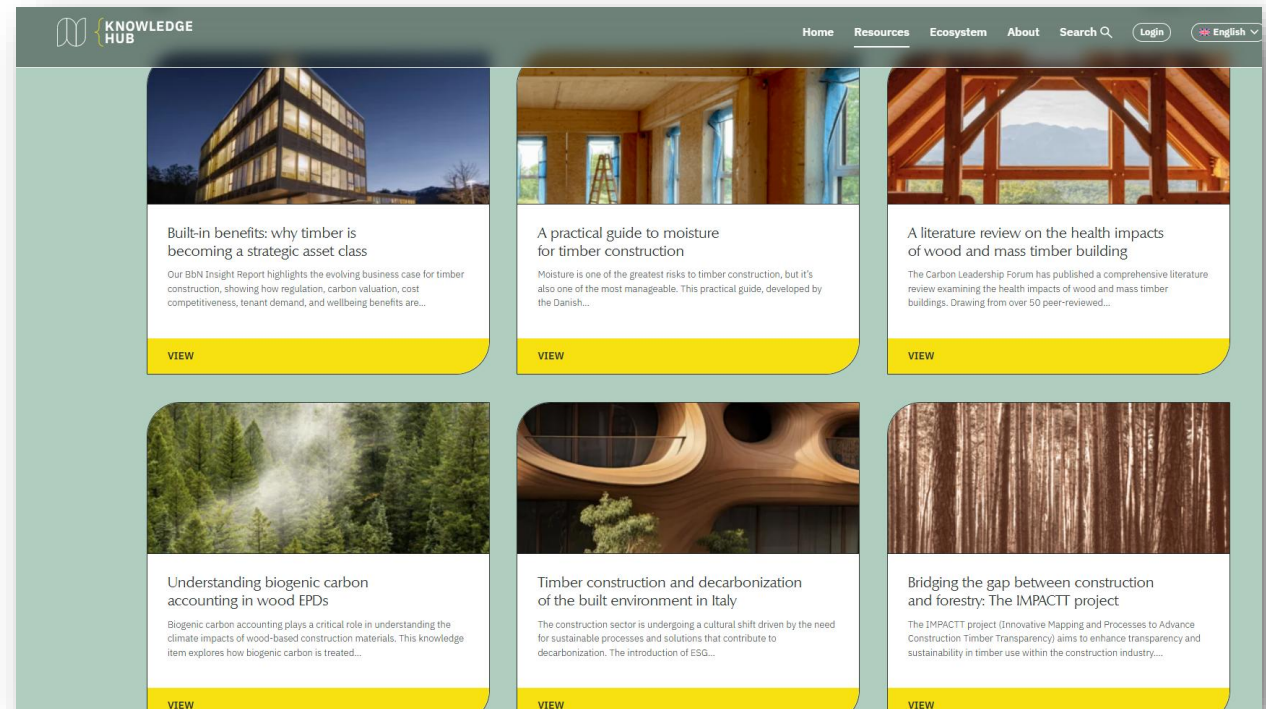 KNOWLEDGE
HUB
Home Resources Ecosystem About Search Login English
Built-in benefits: why timber is
becoming a strategic asset class
Our BbN Insight Report highlights the evolving business case for timber
construction, showing how regulation, carbon valuation, cost
competitiveness, tenant demand, and wellbeing benefits are...
VIEW
A practical guide to moisture
for timber construction
Moisture is one of the greatest risks to timber construction, but it's
also one of the most manageable. This practical guide, developed by
the Danish...
VIEW
A literature review on the health impacts
of wood and mass timber building
The Carbon Leadership Forum has published a comprehensive literature
review examining the health impacts of wood and mass timber
buildings. Drawing from over 50 peer-reviewed...
VIEW
Understanding biogenic carbon
accounting in wood EPDs
Biogenic carbon accounting plays a critical role in understanding the
climate impacts of wood-based construction materials. This knowledge
item explores how biogenic carbon is treated...
VIEW
Timber construction and decarbonization
of the built environment in Italy
The construction sector is undergoing a cultural shift driven by the need
for sustainable processes and solutions that contribute to
decarbonization. The introduction of ESG...
VIEW
Bridging the gap between construction
and forestry: The IMPACTT project
The IMPACTT project (Innovative Mapping and Processes to Advance
Construction Timber Transparency) aims to enhance transparency and
sustainability in timber use within the construction industry....
VIEW